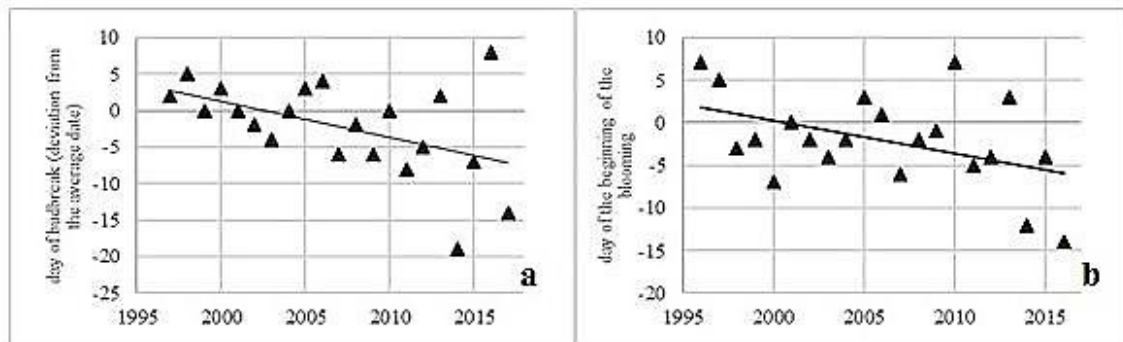 day of budbreak (deviation from
the average date)
10
5
0
-5
-10
-15
-20
-25
1995 2000 2005 2010 2015
a
day of the beginning of the
blooming
10
5
0
-5
-10
-15
-20
1995 2000 2005 2010 2015
b